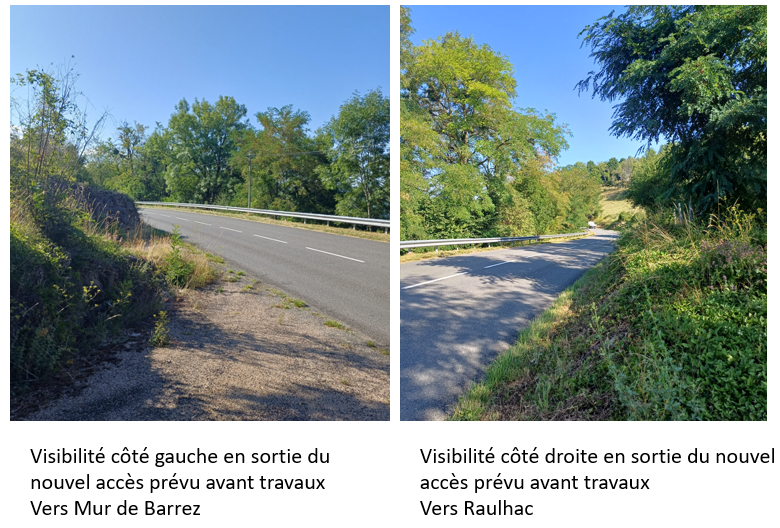 Visibilité côté gauche en sortie du
nouvel accès prévu avant travaux
Vers Mur de Barrez
Visibilité côté droite en sortie du nouvel
accès prévu avant travaux
Vers Raulhac